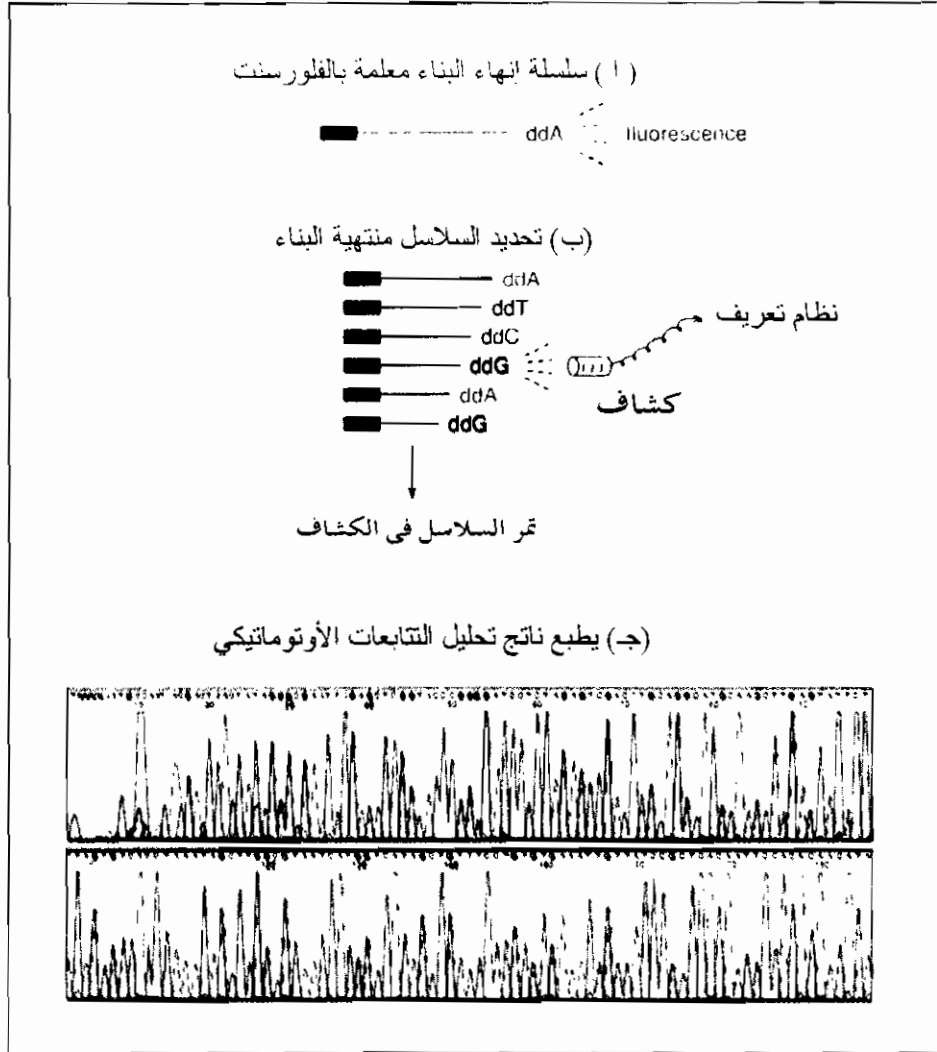 ( ا ) سلسلة انهاء البناء معلمة بالفلورسنت
ddA fluorescence
(ب) تحديد السلاسل منتهية البناء
ddA
ddT
نظام تعريف
ddC
ddG
ddA
كشاف
ddG
تمر السلاسل فى الكشاف
(جـ) يطبع ناتج تحليل التتابعات الأوتوماتيكي